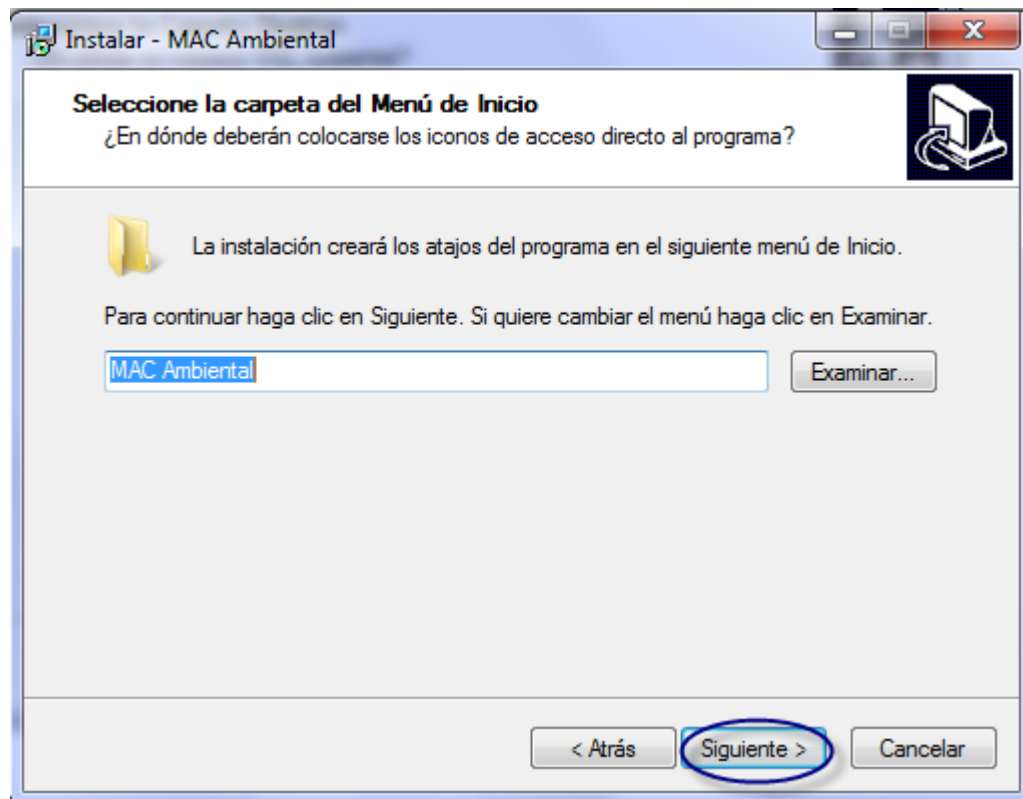 Instalar - MAC Ambiental
Seleccione la carpeta del Menú de Inicio
¿En dónde deberán colocarse los iconos de acceso directo al programa?
La instalación creará los atajos del programa en el siguiente menú de Inicio.
Para continuar haga clic en Siguiente. Si quiere cambiar el menú haga clic en Examinar.
MAC Ambiental
Examinar...
< Atrás
Siguiente >
Cancelar